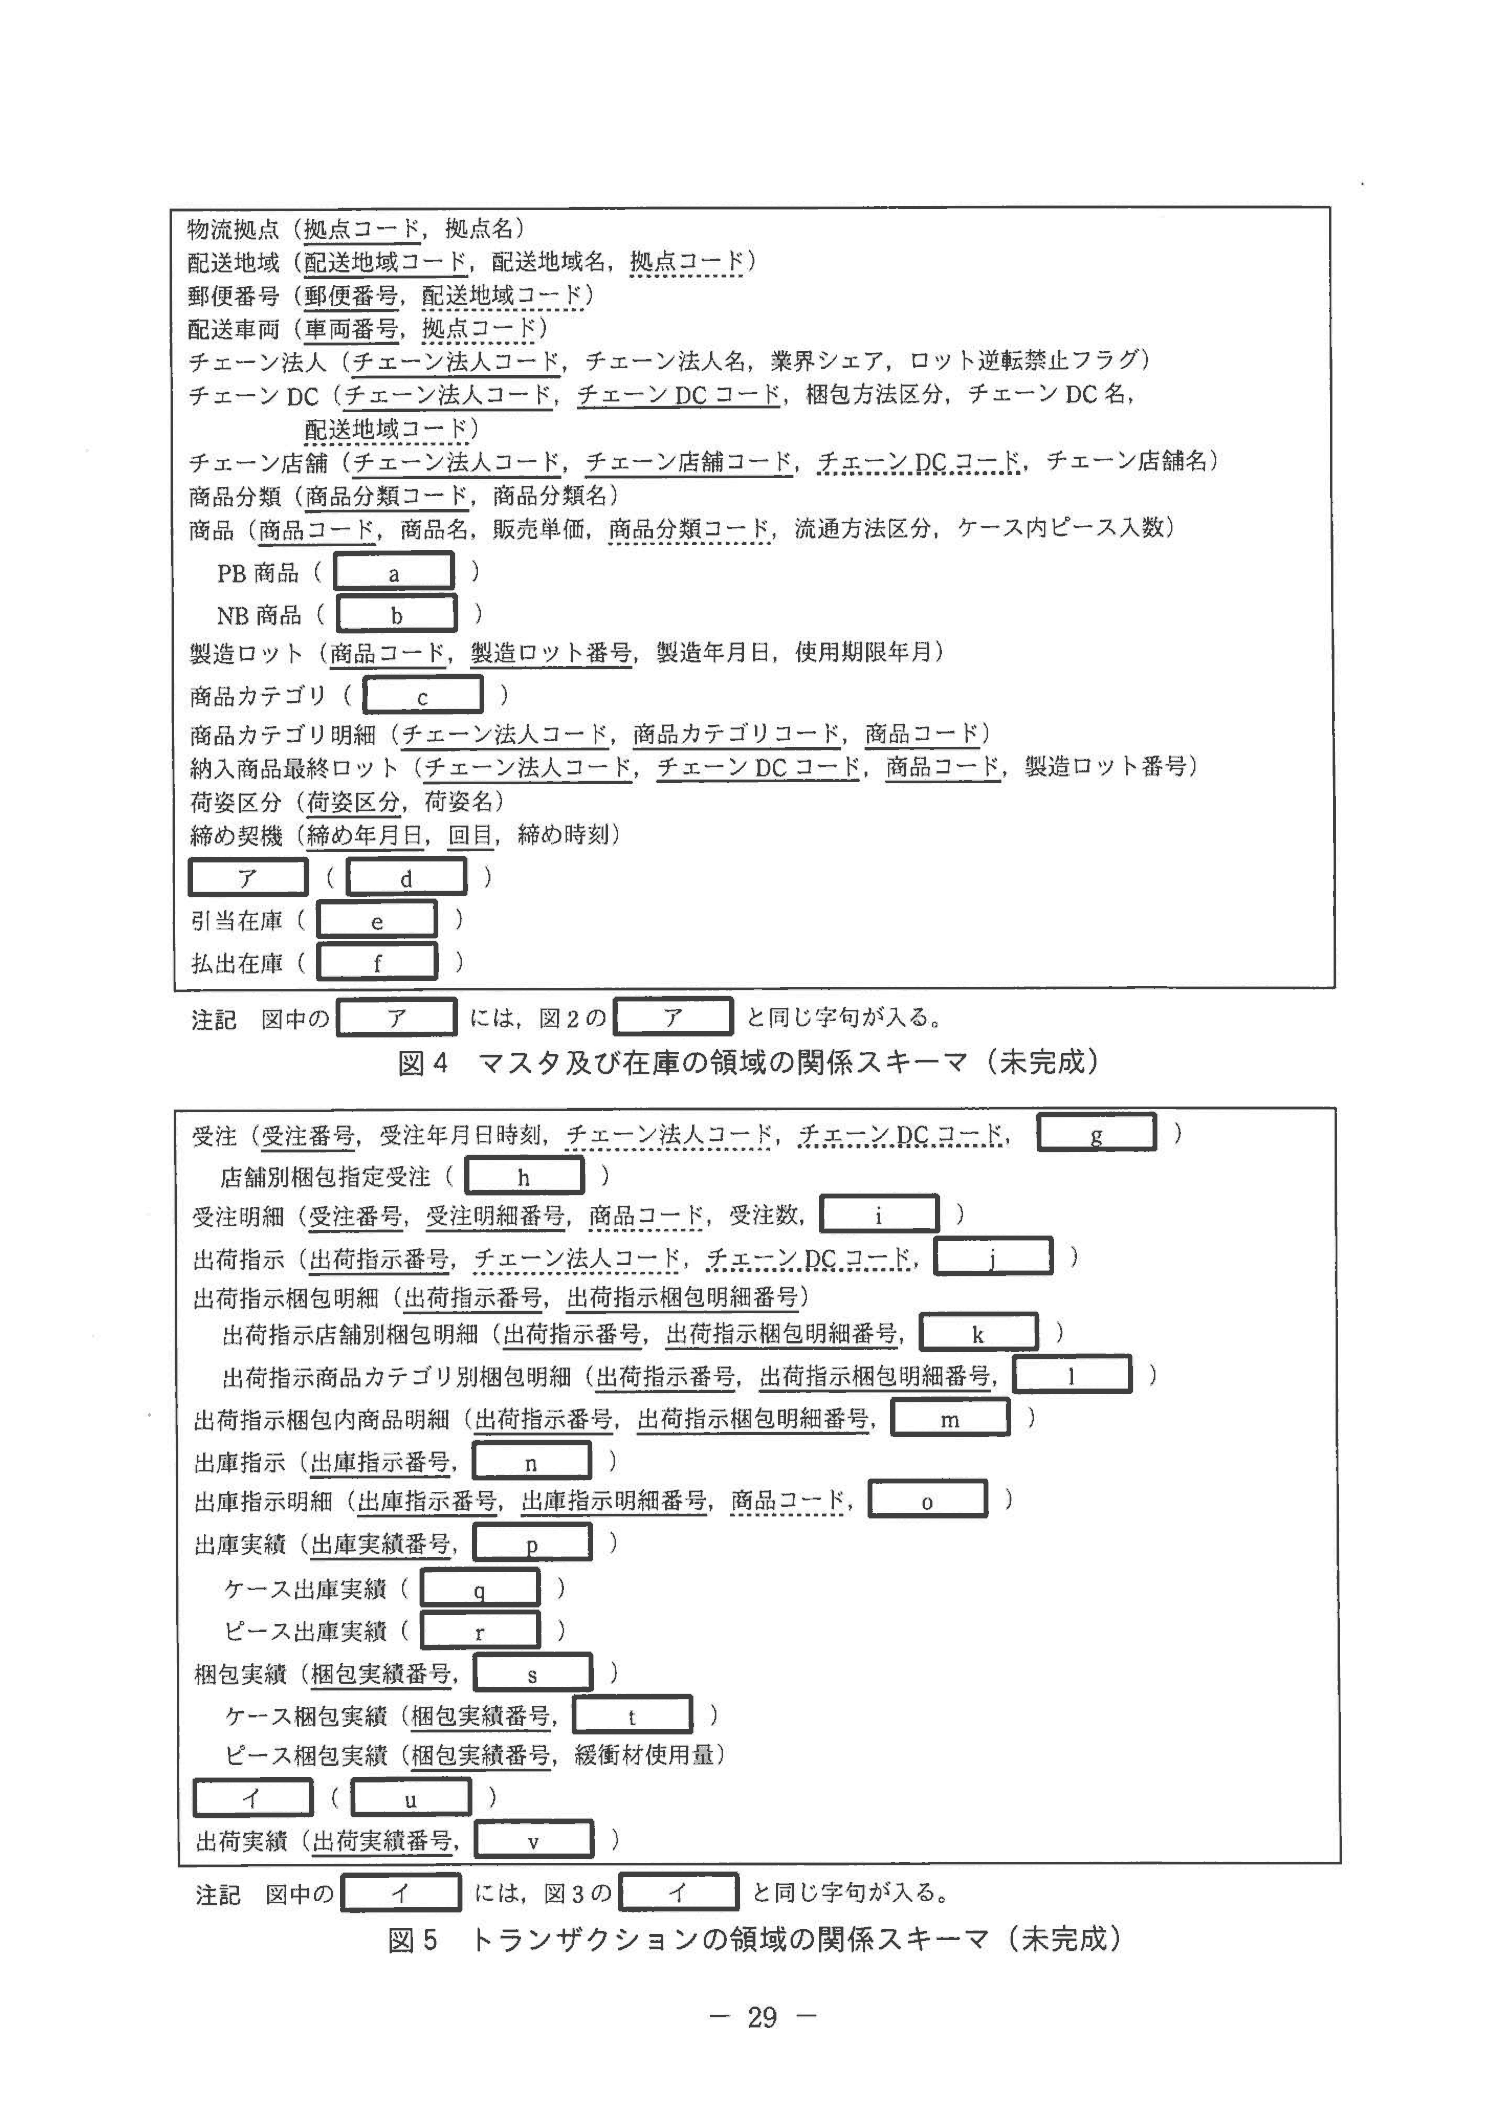 物流拠点（拠点コード，拠点名）
配送地域（配送地域コード，配送地域名，拠点コード）
郵便番号（郵便番号，配送地域コード）
配送車両（車両番号，拠点コード）
チェーン法人（チェーン法人コード，チェーン法人名，業界シェア，ロット逆転禁止フラグ）
チェーン DC（チェーン法人コード，チェーン DC コード，梱包方法区分，チェーン DC 名，
配送地域コード）
チェーン店舗（チェーン法人コード，チェーン店舗コード，チェーン DC コード，チェーン店舗名）
商品分類（商品分類コード，商品分類名）
商品（商品コード，商品名，販売単価，商品分類コード，流通方法区分，ケース内ピース入数）
PB 商品（ a ）
NB 商品（ b ）
製造ロット（商品コード，製造ロット番号，製造年月日，使用期限年月）
商品カテゴリ（ c ）
商品カテゴリ明細（チェーン法人コード，商品カテゴリコード，商品コード）
納入商品最終ロット（チェーン法人コード，チェーン DC コード，商品コード，製造ロット番号）
荷姿区分（荷姿区分，荷姿名）
締め契機（締め年月日，回目，締め時刻）
ア （ d ）
引当在庫（ e ）
払出在庫（ f ）
注記　図中の ア には，図2の ア と同じ字句が入る。
図4　マスタ及び在庫の領域の関係スキーマ（未完成）
受注（受注番号，受注年月日時刻，チェーン法人コード，チェーン DC コード， g ）
店舗別梱包指定受注（ h ）
受注明細（受注番号，受注明細番号，商品コード，受注数， i ）
出荷指示（出荷指示番号，チェーン法人コード，チェーン DC コード， j ）
出荷指示梱包明細（出荷指示番号，出荷指示梱包明細番号）
出荷指示店舗別梱包明細（出荷指示番号，出荷指示梱包明細番号， k ）
出荷指示商品カテゴリ別梱包明細（出荷指示番号，出荷指示梱包明細番号， l ）
出荷指示梱包内商品明細（出荷指示番号，出荷指示梱包明細番号， m ）
出庫指示（出庫指示番号， n ）
出庫指示明細（出庫指示番号，出庫指示明細番号，商品コード， o ）
出庫実績（出庫実績番号， p ）
ケース出庫実績（ q ）
ピース出庫実績（ r ）
梱包実績（梱包実績番号， s ）
ケース梱包実績（梱包実績番号， t ）
ピース梱包実績（梱包実績番号，緩衝材使用量）
イ （ u ）
出荷実績（出荷実績番号， v ）
注記　図中の イ には，図3の イ と同じ字句が入る。
図5　トランザクションの領域の関係スキーマ（未完成）
－ 29 －